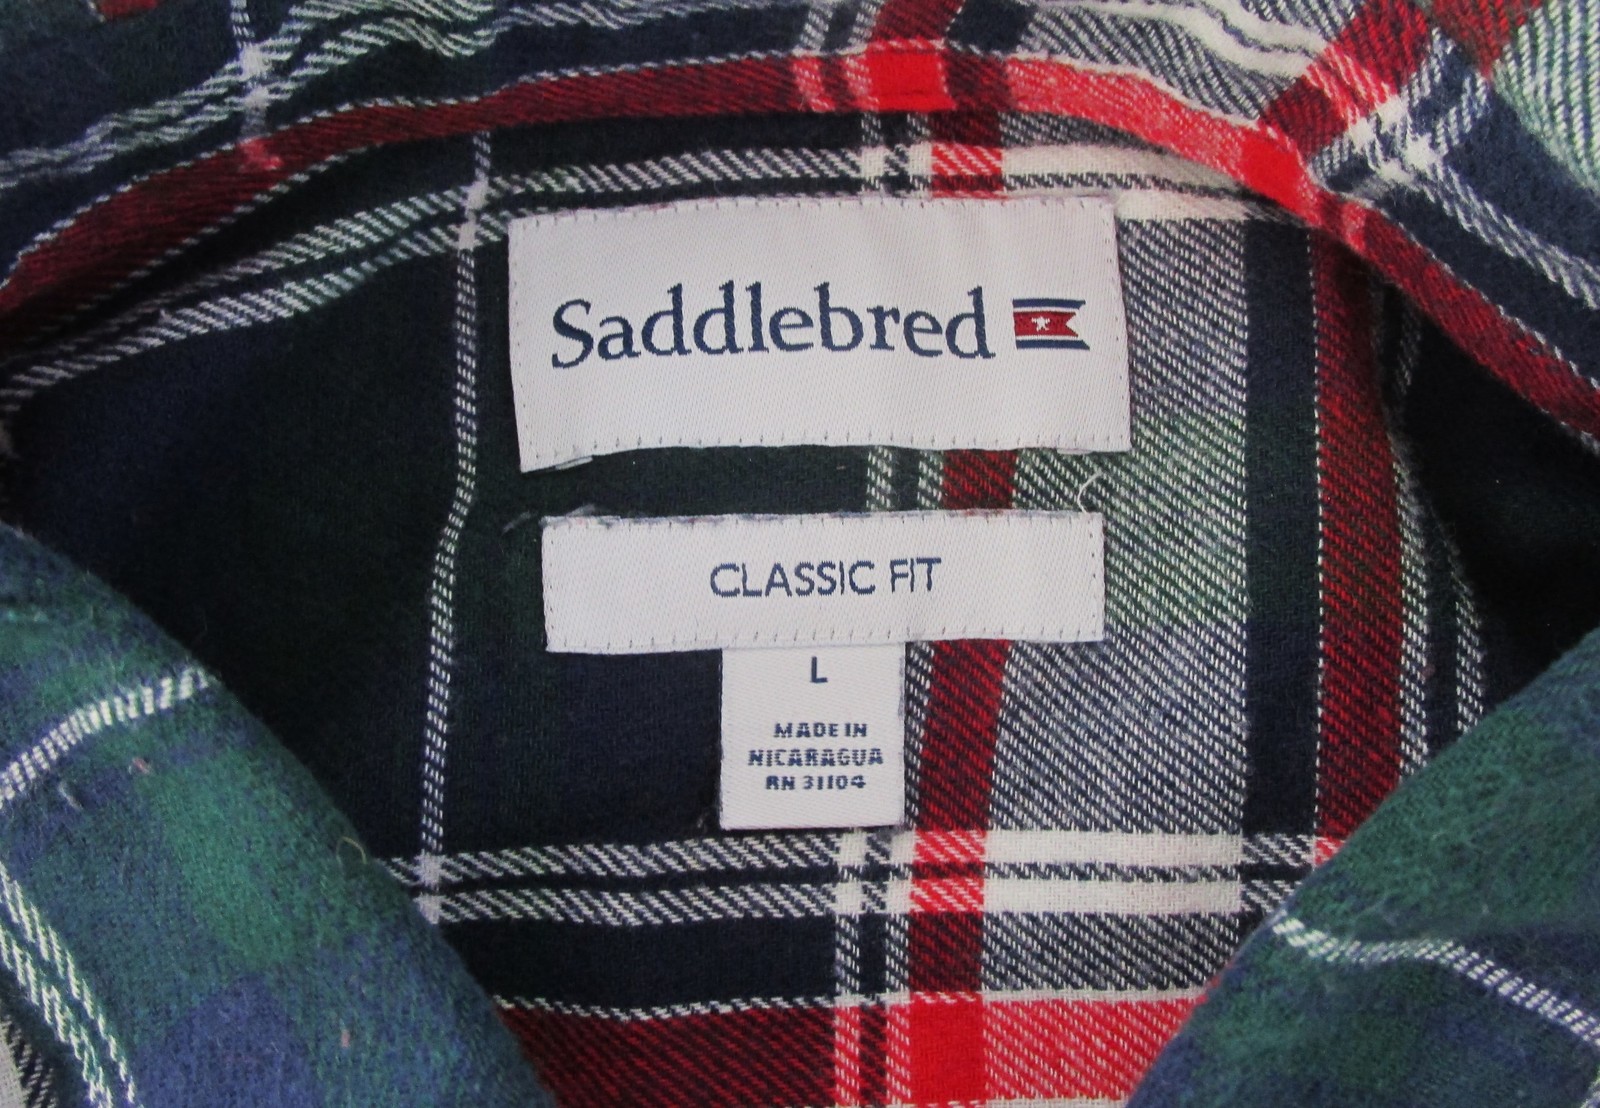 Saddlebred
CLASSIC FIT
L
MADE IN
NICARAGUA
RN 31104